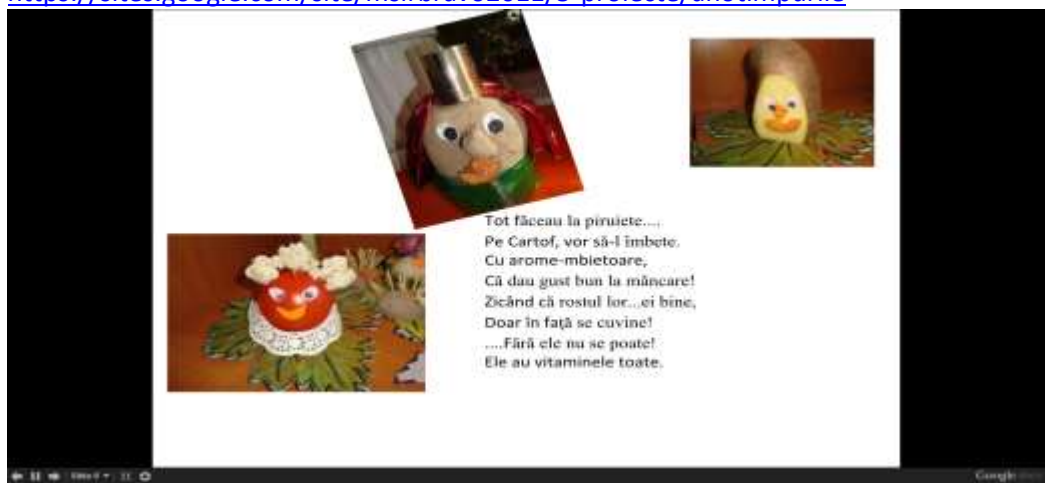 Tot făceau la piruiete....
Pe Cartof, vor să-l îmbete.
Cu arome-mbietoare,
Că dau gust bun la mâncare!
Zicând că rostul lor...ei bine,
Doar în față se cuvine!
....Fără ele nu se poate!
Ele au vitaminele toate.
Google